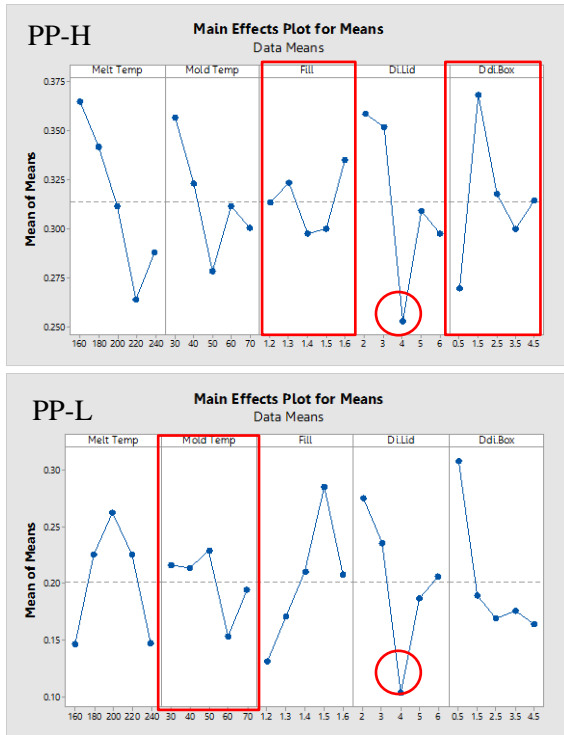 PP-H
Main Effects Plot for Means
Data Means
Melt Temp Mold Temp Fill Di.Lid Ddi.Box
Mean of Means
0.375
0.350
0.325
0.300
0.275
0.250
160 180 200 220 240 30 40 50 60 70 1.2 1.3 1.4 1.5 1.6 2 3 4 5 6 0.5 1.5 2.5 3.5 4.5
PP-L
Main Effects Plot for Means
Data Means
Melt Temp Mold Temp Fill Di.Lid Ddi.Box
Mean of Means
0.30
0.25
0.20
0.15
0.10
160 180 200 220 240 30 40 50 60 70 1.2 1.3 1.4 1.5 1.6 2 3 4 5 6 0.5 1.5 2.5 3.5 4.5